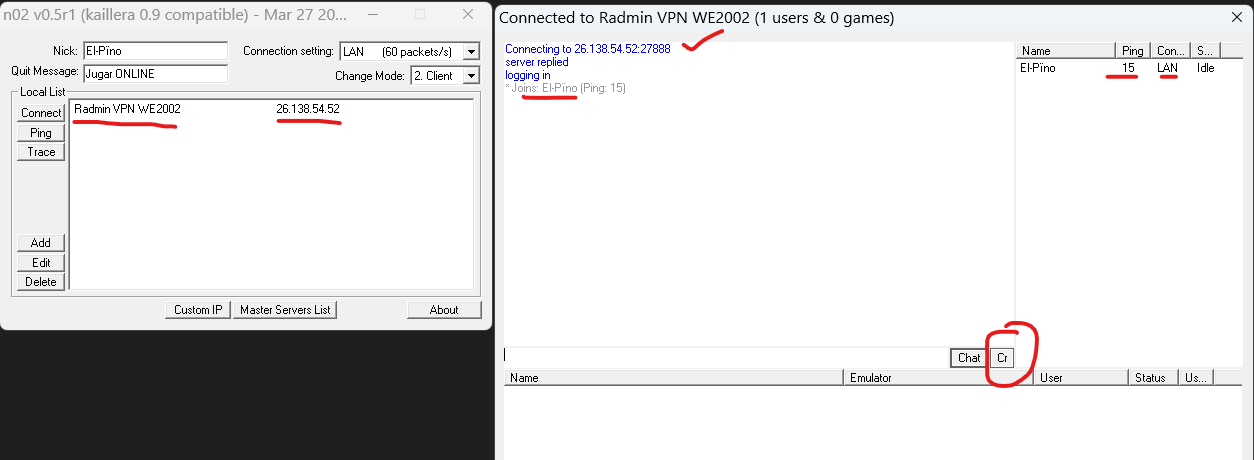 n02 v0.5r1 (kaillera 0.9 compatible) - Mar 27 20...
Nick: El-Pïno
Connection setting: LAN (60 packets/s)
Quit Message: Jugar ONLINE
Change Mode: 2. Client
Local List
Connect
Ping
Trace
Radmin VPN WE2002 26.138.54.52
Add
Edit
Delete
Custom IP
Master Servers List
About
Connected to Radmin VPN WE2002 (1 users & 0 games)
Connecting to 26.138.54.52:27888
server replied
logging in
* Joins: El-Pïno (Ping: 15)
Name Ping Con... S...
El-Pïno 15 LAN Idle
Chat
Cr
Name Emulator User Status Us...